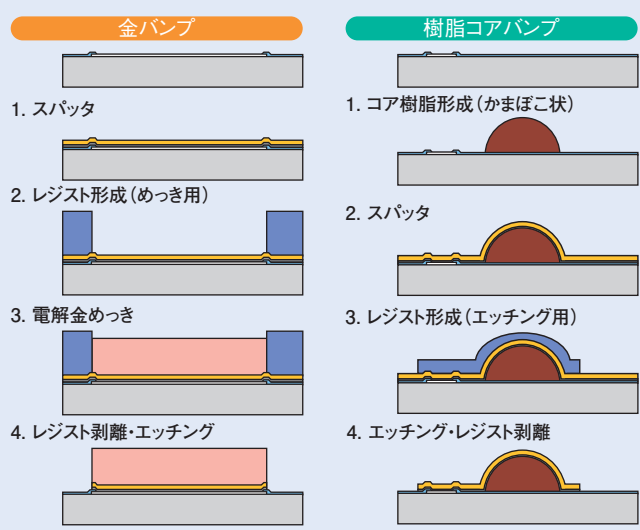 金バンプ
1. スパッタ
2. レジスト形成（めっき用）
3. 電解金めっき
4. レジスト剥離・エッチング
樹脂コアバンプ
1. コア樹脂形成（かまぼこ状）
2. スパッタ
3. レジスト形成（エッチング用）
4. エッチング・レジスト剥離